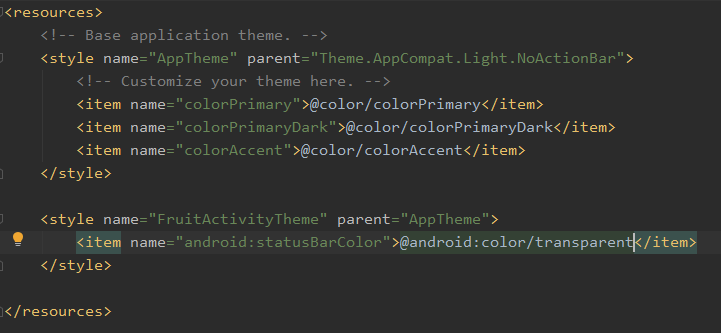 <resources>
<!-- Base application theme. -->
<style name="AppTheme" parent="Theme.AppCompat.Light.NoActionBar">
<!-- Customize your theme here. -->
<item name="colorPrimary">@color/colorPrimary</item>
<item name="colorPrimaryDark">@color/colorPrimaryDark</item>
<item name="colorAccent">@color/colorAccent</item>
</style>
<style name="FruitActivityTheme" parent="AppTheme">
<item name="android:statusBarColor">@android:color/transparent</item>
</style>
</resources>